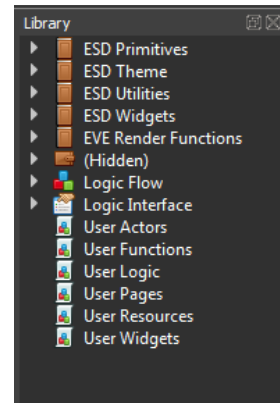 Library
ESD Primitives
ESD Theme
ESD Utilities
ESD Widgets
EVE Render Functions
(Hidden)
Logic Flow
Logic Interface
User Actors
User Functions
User Logic
User Pages
User Resources
User Widgets